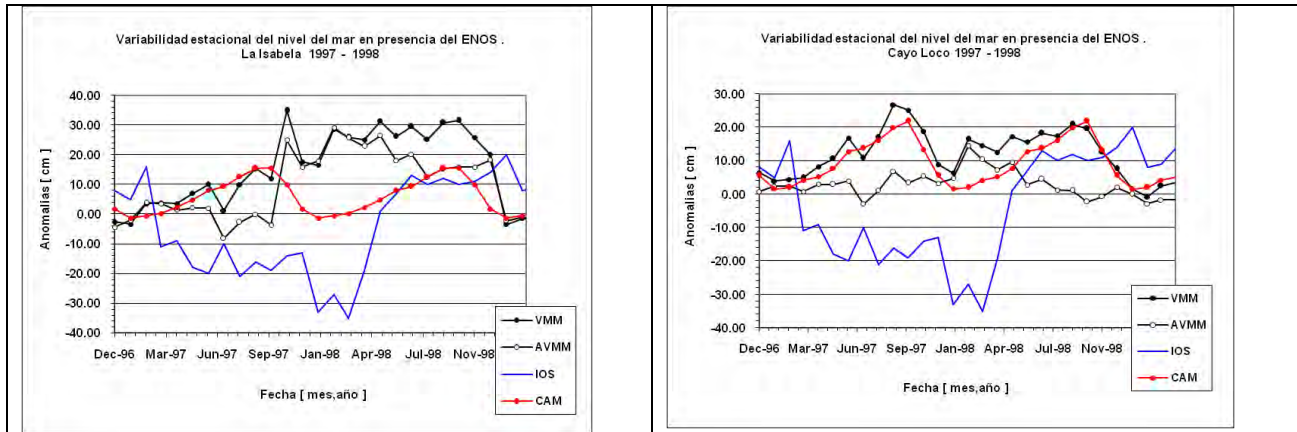 Variabilidad estacional del nivel del mar en presencia del ENOS .
La Isabela 1997 - 1998
40.00
30.00
20.00
10.00
0.00
-10.00
-20.00
-30.00
-40.00
Anomalias [ cm ]
Dec-96 Mar-97 Jun-97 Sep-97 Jan-98 Apr-98 Jul-98 Nov-98
Fecha [ mes,año ]
VMM
AVMM
IOS
CAM
Variabilidad estacional del nivel del mar en presencia del ENOS .
Cayo Loco 1997 - 1998
30.00
20.00
10.00
0.00
-10.00
-20.00
-30.00
-40.00
Anomalias [ cm ]
Dec-96 Mar-97 Jun-97 Sep-97 Jan-98 Apr-98 Jul-98 Nov-98
Fecha [ mes,año ]
VMM
AVMM
IOS
CAM